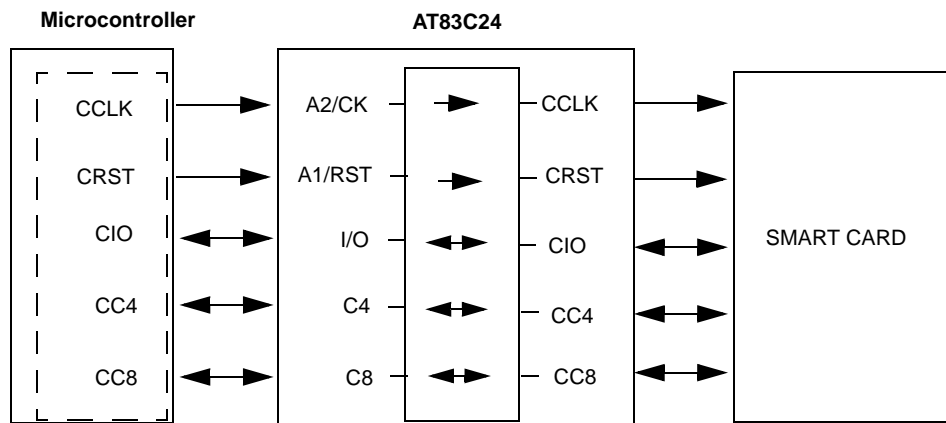 Microcontroller AT83C24
CCLK A2/CK CCLK
CRST A1/RST CRST
CIO I/O CIO SMART CARD
CC4 C4 CC4
CC8 C8 CC8